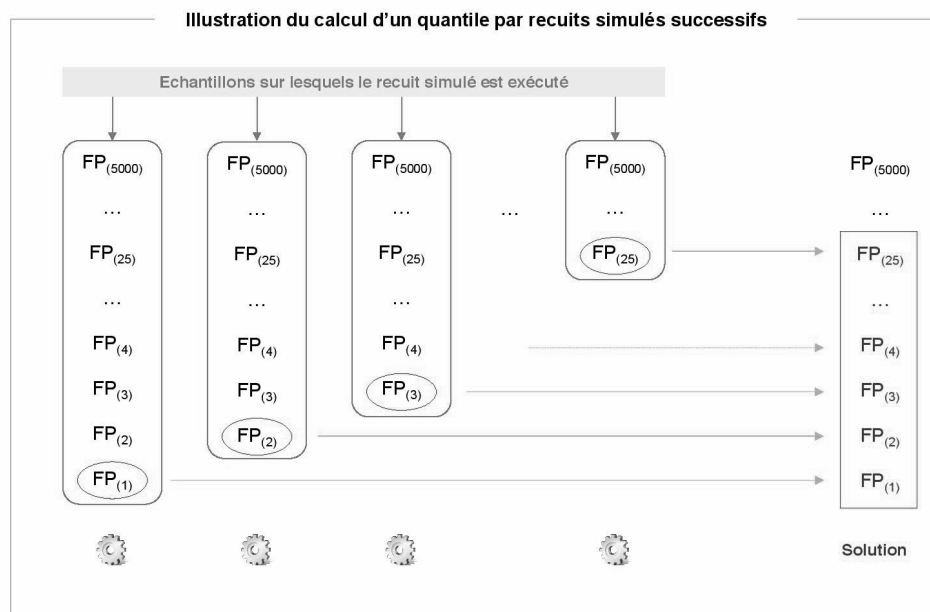 Illustration du calcul d'un quantile par recuits simulés successifs
Echantillons sur lesquels le recuit simulé est exécuté
FP(5000) FP(5000) FP(5000) FP(5000) FP(5000)
... ... ... ... ... ...
FP(25) FP(25) FP(25) FP(25) FP(25)
... ... ... ...
FP(4) FP(4) FP(4) FP(4)
FP(3) FP(3) FP(3) FP(3)
FP(2) FP(2) FP(2)
FP(1) FP(1)
Solution